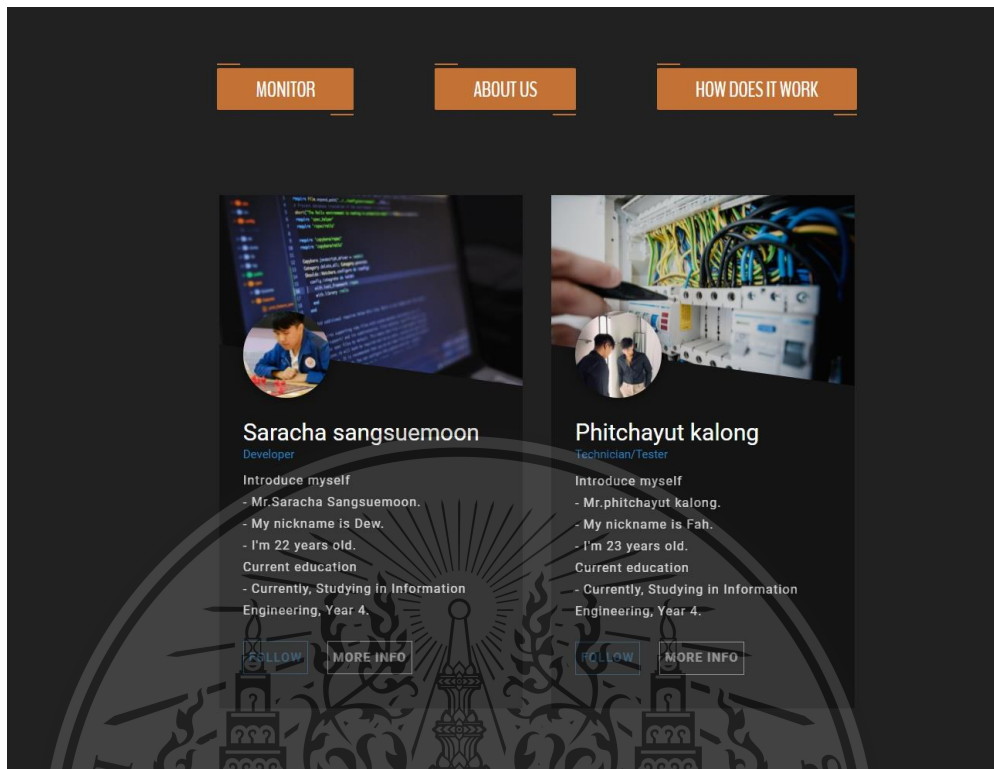 MONITOR
ABOUT US
HOW DOES IT WORK
Saracha sangsuemoon
Developer
Introduce myself
- Mr.Saracha Sangsuemoon.
- My nickname is Dew.
- I'm 22 years old.
Current education
- Currently, Studying in Information
Engineering, Year 4.
FOLLOW
MORE INFO
Phitchayut kalong
Technician/Tester
Introduce myself
- Mr.phitchayut kalong.
- My nickname is Fah.
- I'm 23 years old.
Current education
- Currently, Studying in Information
Engineering, Year 4.
FOLLOW
MORE INFO